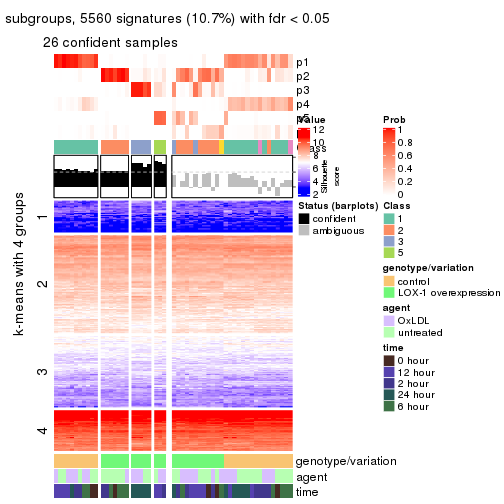 subgroups, 5560 signatures (10.7%) with fdr < 0.05
26 confident samples
p1
p2
p3
p4
p5
Value
12
10
8
6
4
2
Silhouette
score
Prob
1
0.8
0.6
0.4
0.2
0
Status (barplots)
confident
ambiguous
Class
1
2
3
5
genotype/variation
control
LOX-1 overexpression
agent
OxLDL
untreated
time
0 hour
12 hour
2 hour
24 hour
6 hour
k-means with 4 groups
1
2
3
4
genotype/variation
agent
time